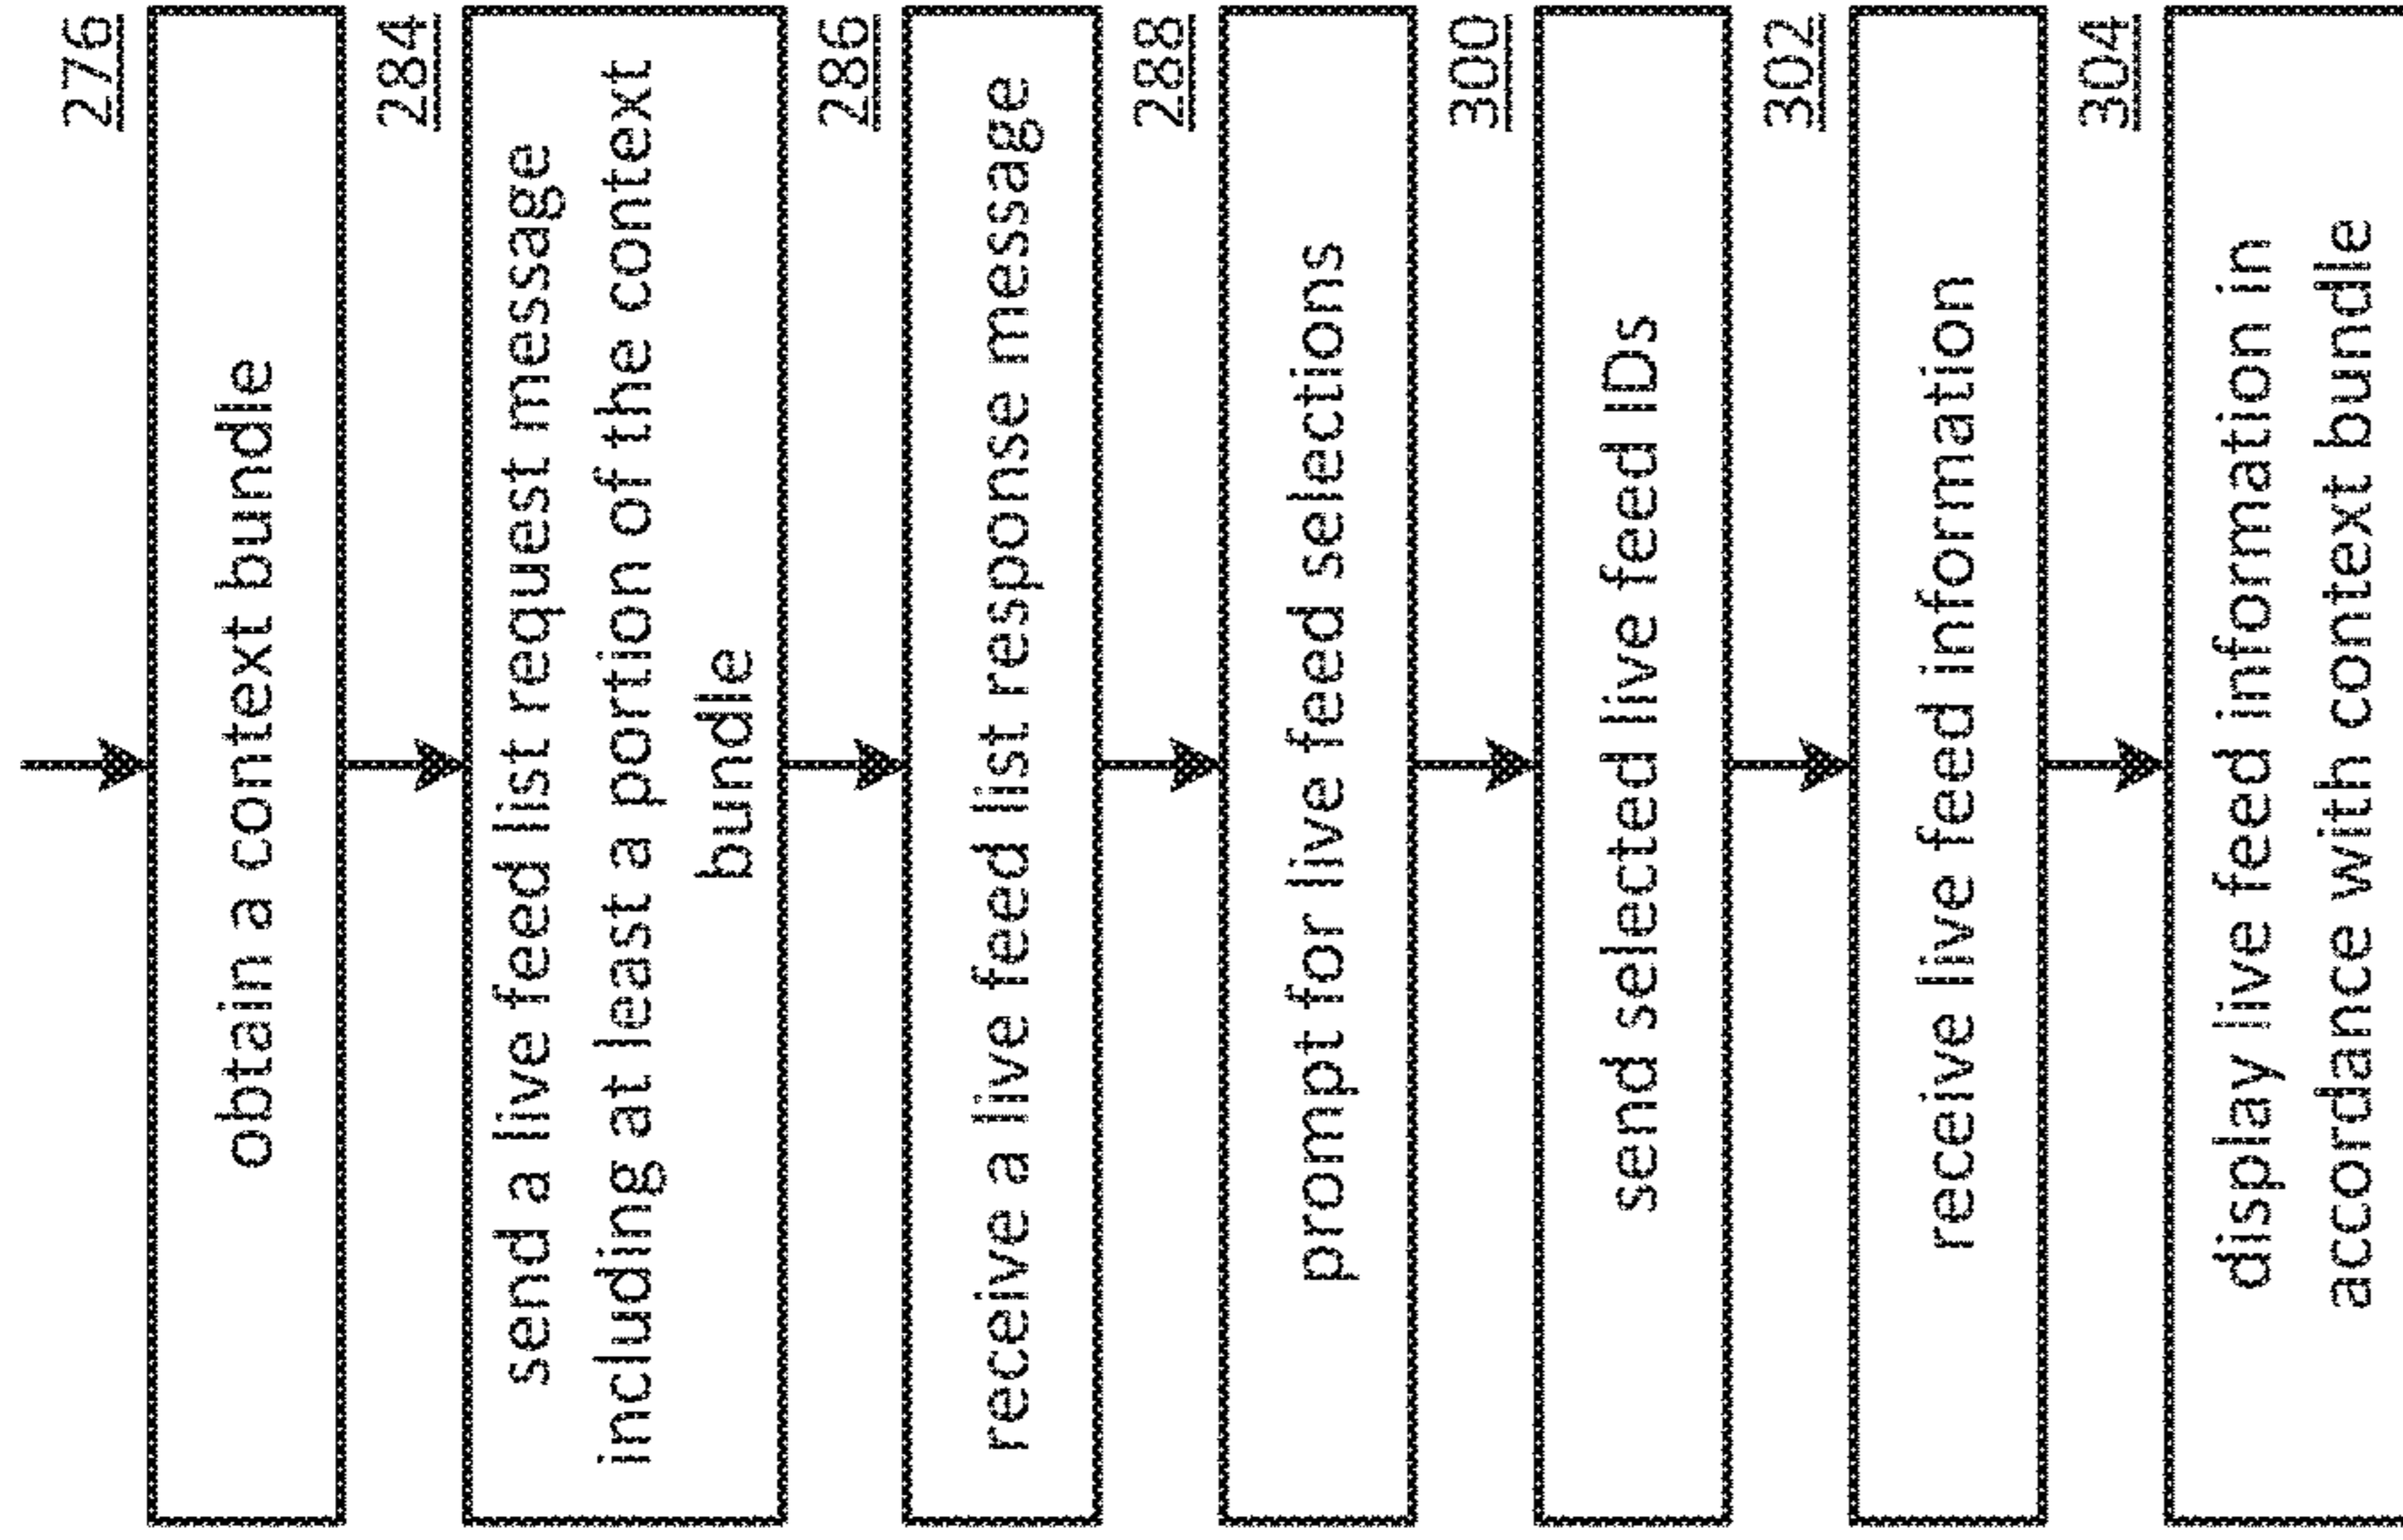 276
obtain a context bundle
284
send a live feed list request message
including at least a portion of the context
bundle
286
receive a live feed list response message
288
prompt for live feed selections
300
send selected live feed IDs
302
receive live feed information
304
display live feed information in
accordance with context bundle